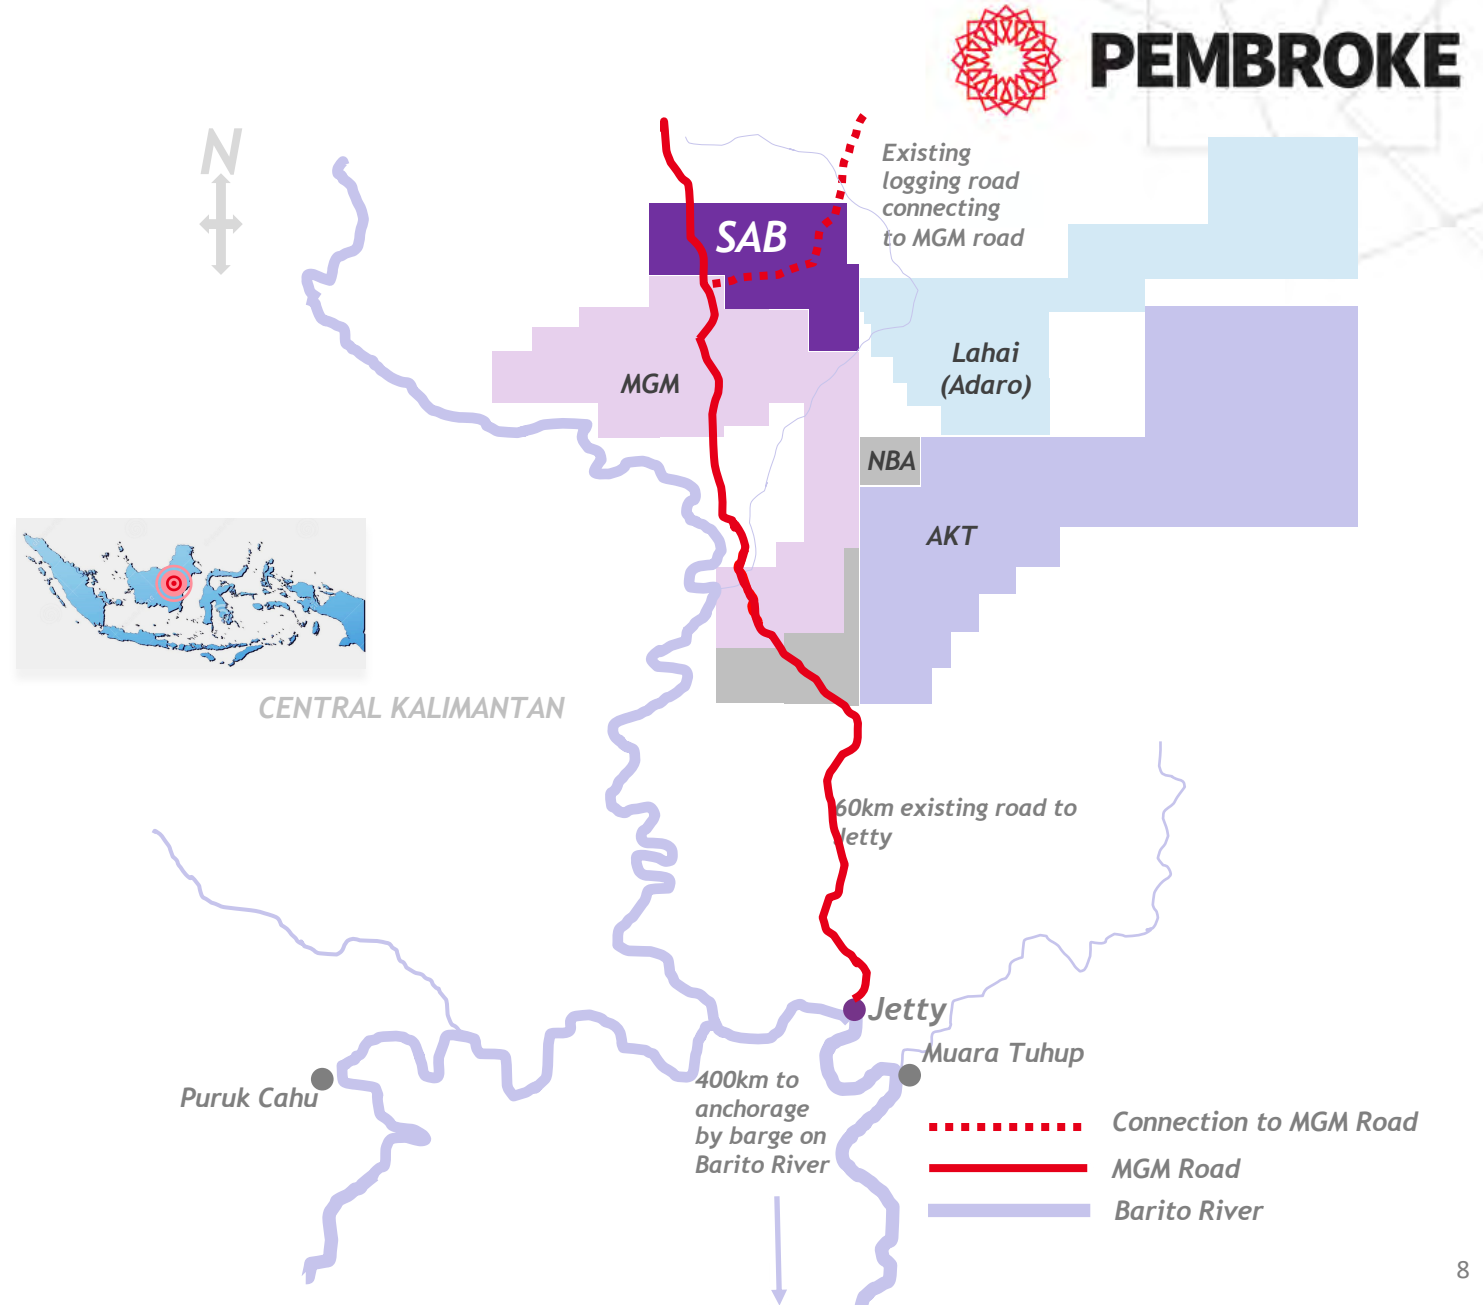 PEMBROKE
N
Existing
logging road
connecting
to MGM road
SAB
Lahai
(Adaro)
MGM
NBA
AKT
CENTRAL KALIMANTAN
60km existing road to
Jetty
Jetty
Muara Tuhup
Puruk Cahu
400km to
anchorage
by barge on
Barito River
Connection to MGM Road
MGM Road
Barito River
8